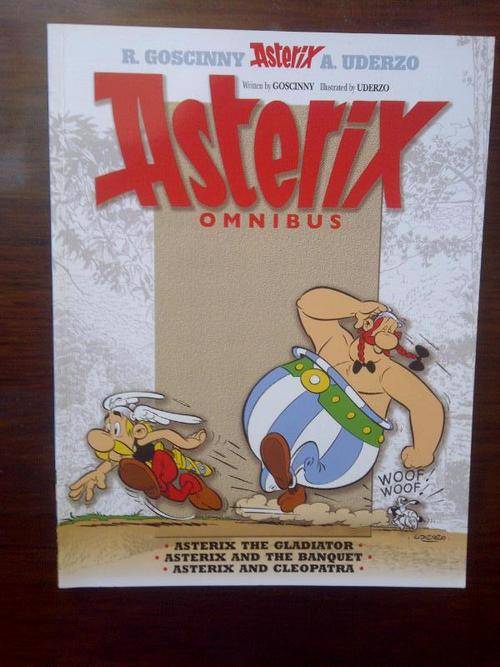 R. GOSCINNY Asterix A. UDERZO
Written by GOSCINNY Illustrated by UDERZO
Asterix
OMNIBUS
WOOF!
WOOF!
UDERZO
• ASTERIX THE GLADIATOR •
• ASTERIX AND THE BANQUET •
• ASTERIX AND CLEOPATRA •